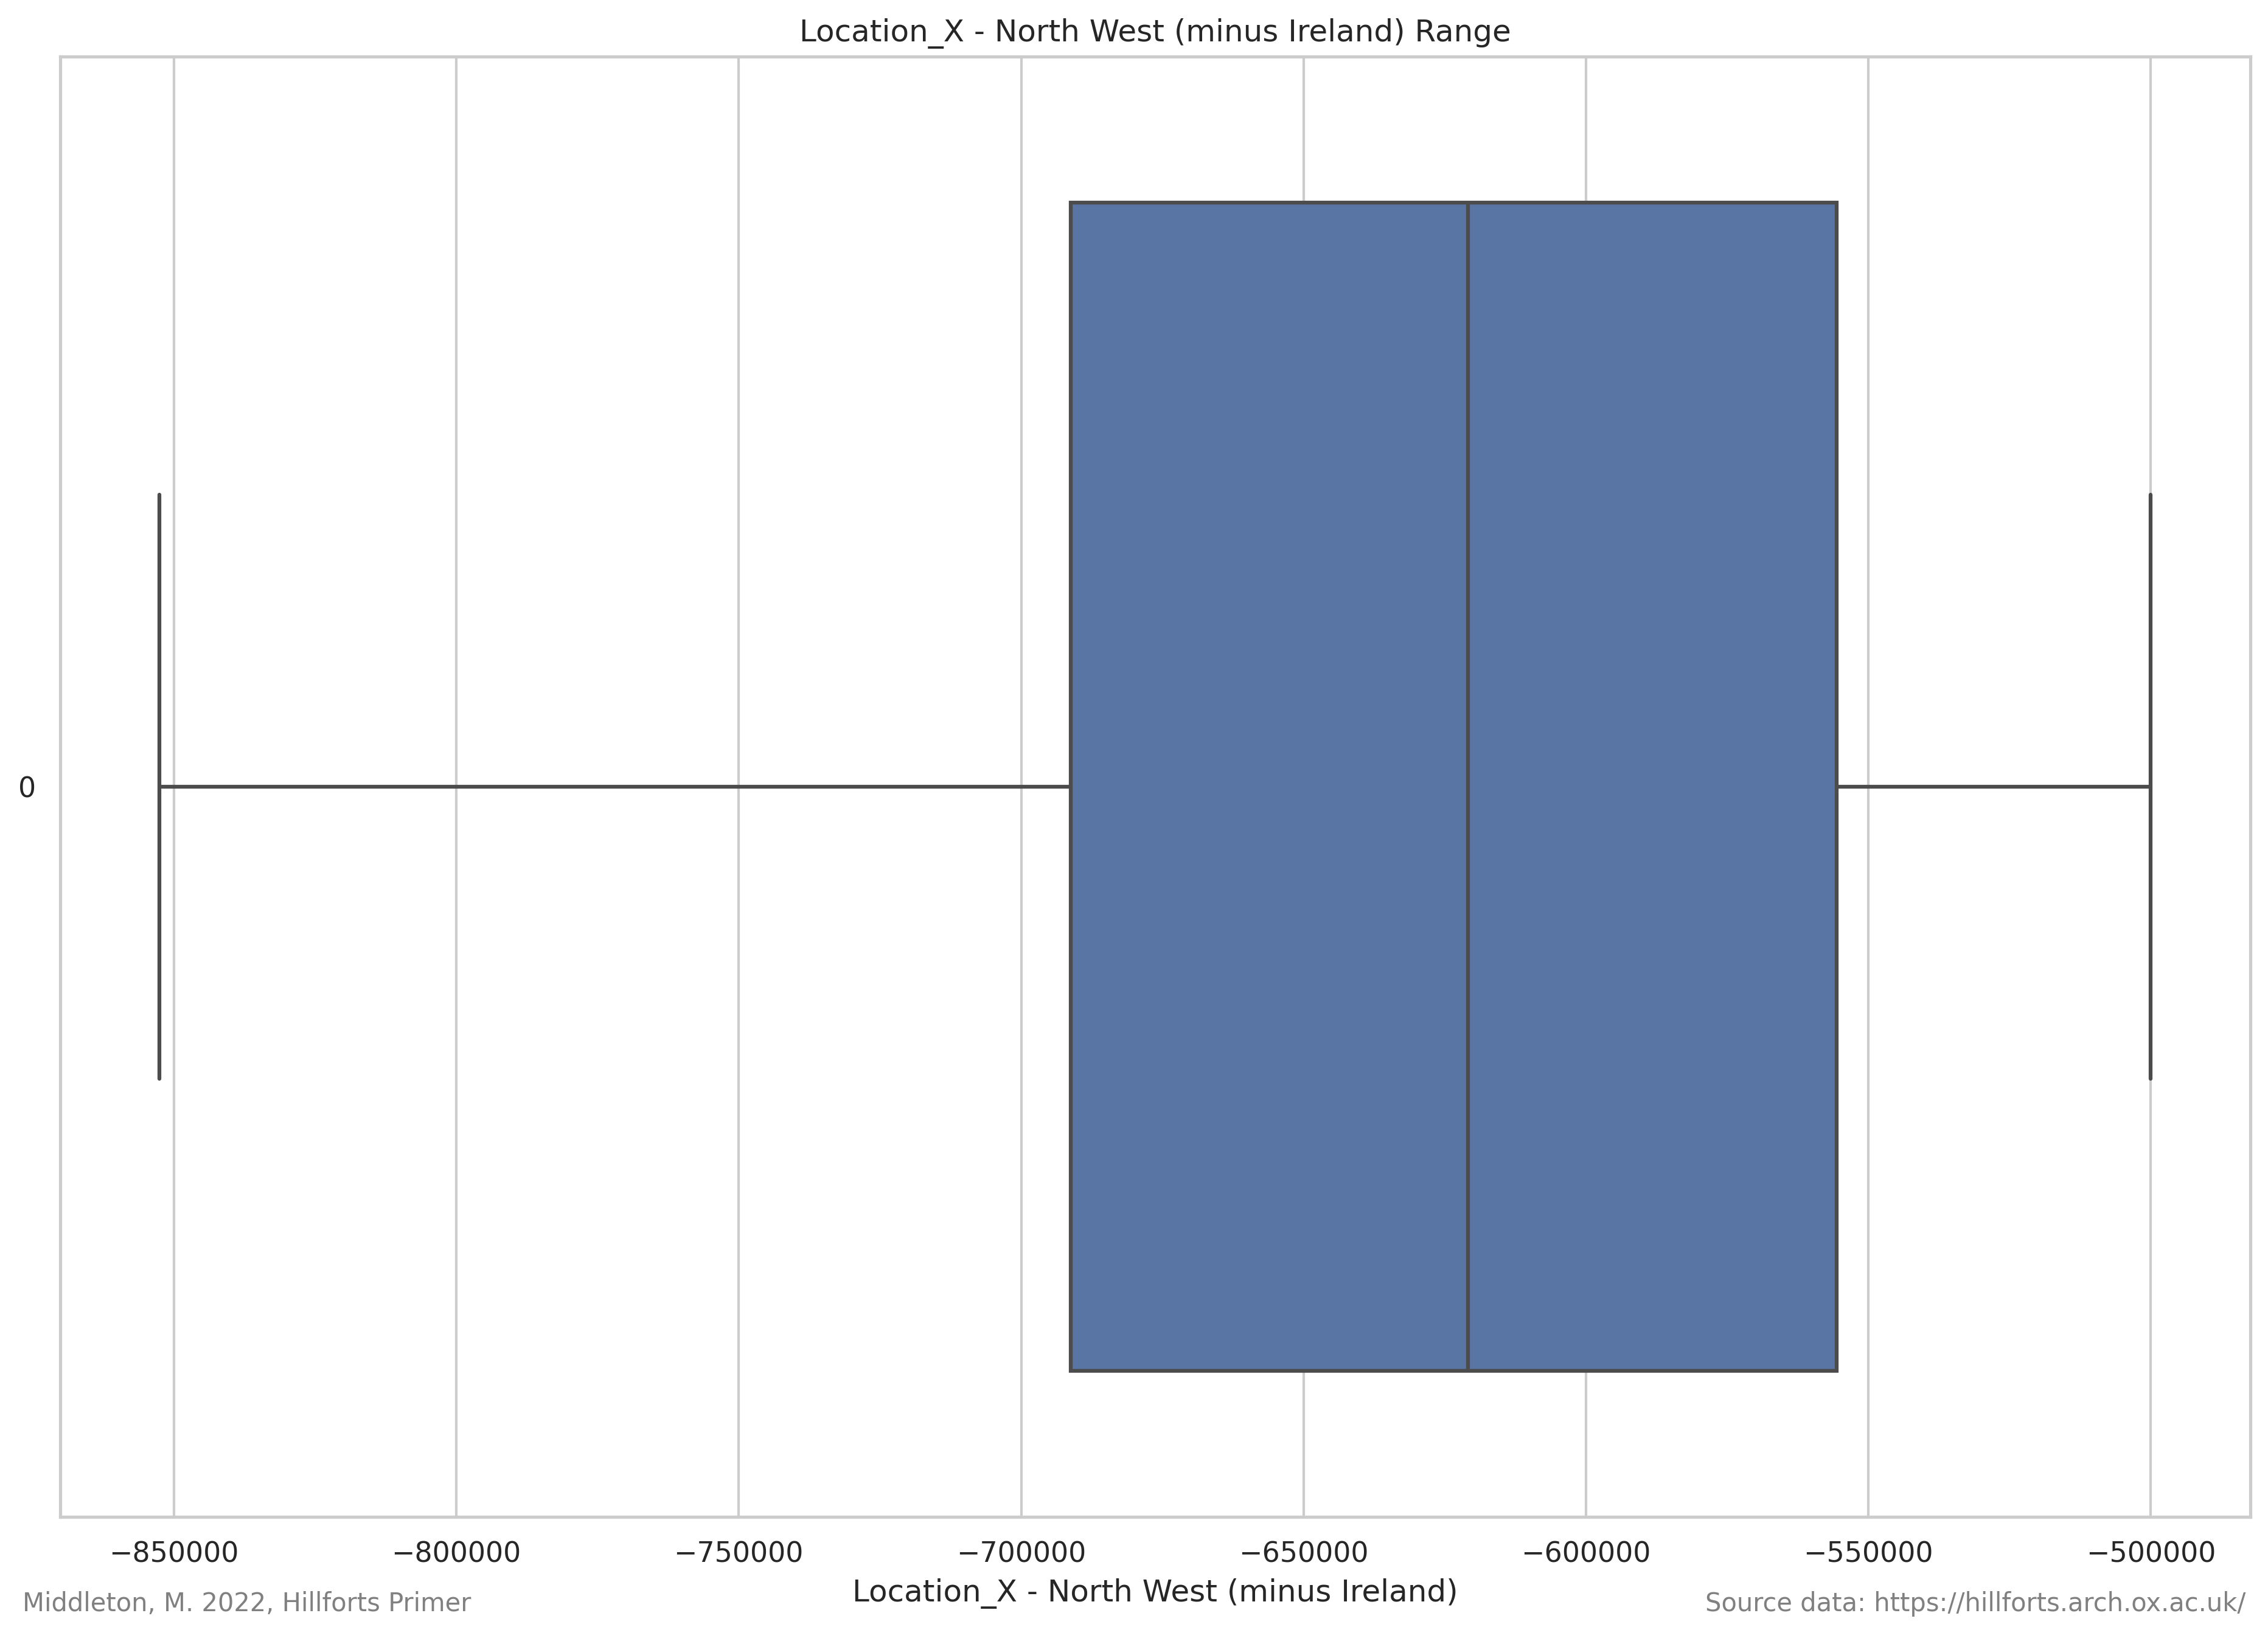 Location_X - North West (minus Ireland) Range
0
−850000 −800000 −750000 −700000 −650000 −600000 −550000 −500000
Location_X - North West (minus Ireland)
Middleton, M. 2022, Hillforts Primer
Source data: https://hillforts.arch.ox.ac.uk/